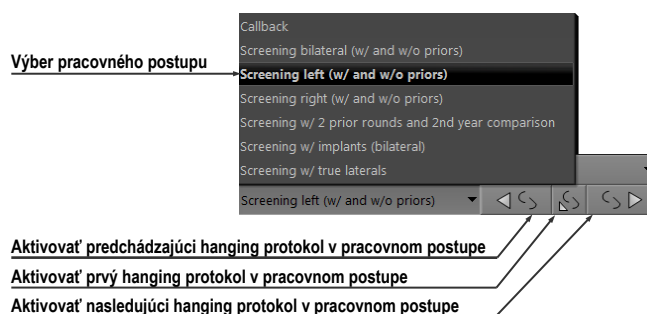 Callback
Screening bilateral (w/ and w/o priors)
Výber pracovného postupu
Screening left (w/ and w/o priors)
Screening right (w/ and w/o priors)
Screening w/ 2 prior rounds and 2nd year comparison
Screening w/ implants (bilateral)
Screening w/ true laterals
Screening left (w/ and w/o priors)
Aktivovať predchádzajúci hanging protokol v pracovnom postupe
Aktivovať prvý hanging protokol v pracovnom postupe
Aktivovať nasledujúci hanging protokol v pracovnom postupe